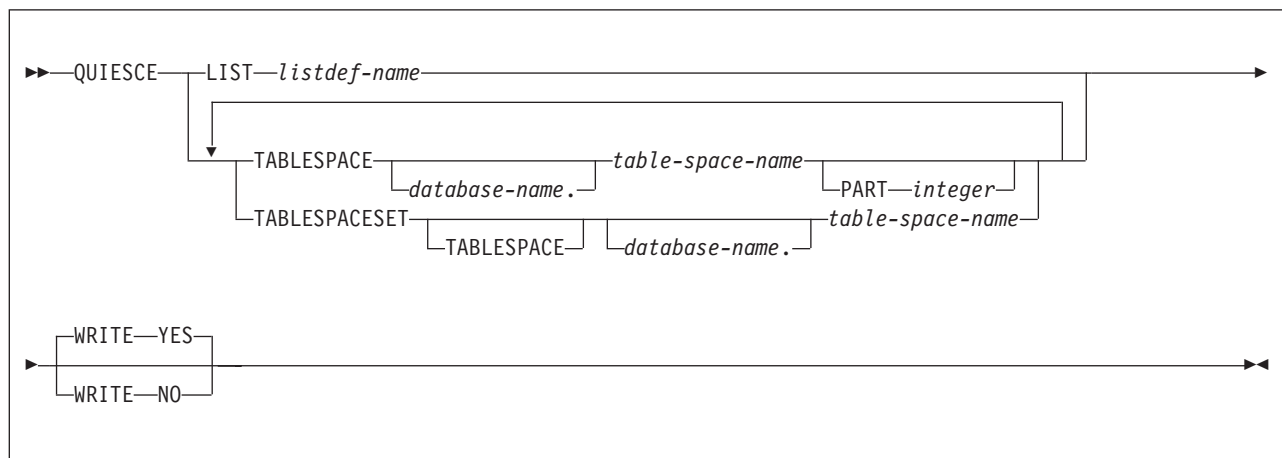 QUIESCE LIST listdef-name
TABLESPACE table-space-name
database-name. PART integer
TABLESPACESET table-space-name
TABLESPACE database-name.
WRITE YES
WRITE NO